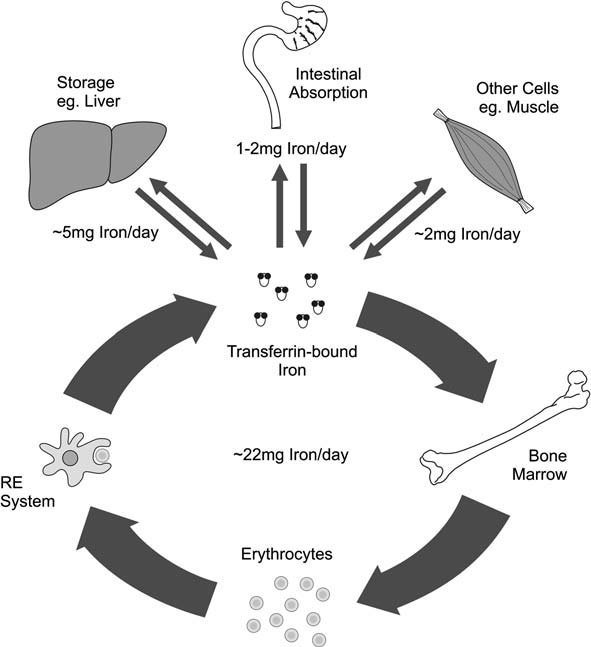 Storage
eg. Liver
Intestinal
Absorption
Other Cells
eg. Muscle
1-2mg Iron/day
~5mg Iron/day
~2mg Iron/day
Transferrin-bound
Iron
~22mg Iron/day
Bone
Marrow
RE
System
Erythrocytes